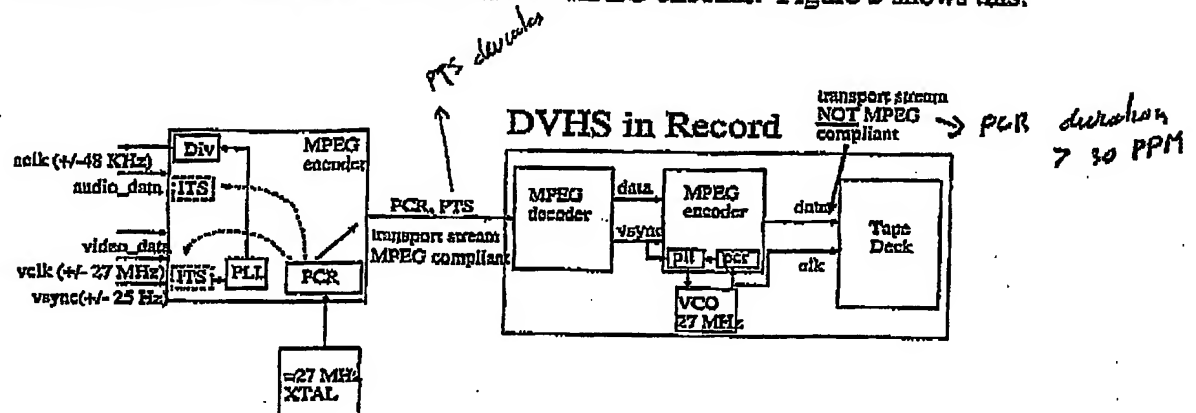 Figure 3 shows this.
PTS
DVHS in Record
transport stream
NOT MPEG
compliant
PCR
> 30 PPM
aclk (+/-48 KHz)
audio_data
video_data
vclk (+/- 27 MHz)
vsync(+/- 25 Hz)
Div
MPEG
encoder
ITS
ITS
PLL
PCR
=27 MHz
XTAL
PCR, PTS
transport stream
MPEG compliant
MPEG
decoder
data
vsync
MPEG
encoder
pll
pcr
VCO
27 MHz
data
clk
Tape
Deck